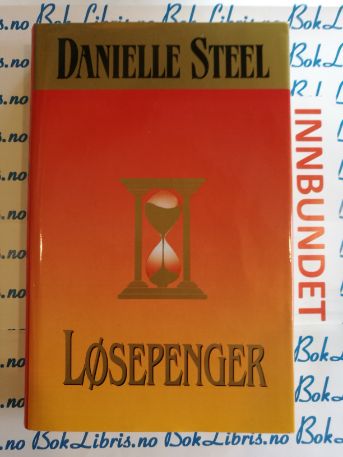 DANIELLE STEEL
LØSEPENGER
INNBUNDET
BokLibris.no